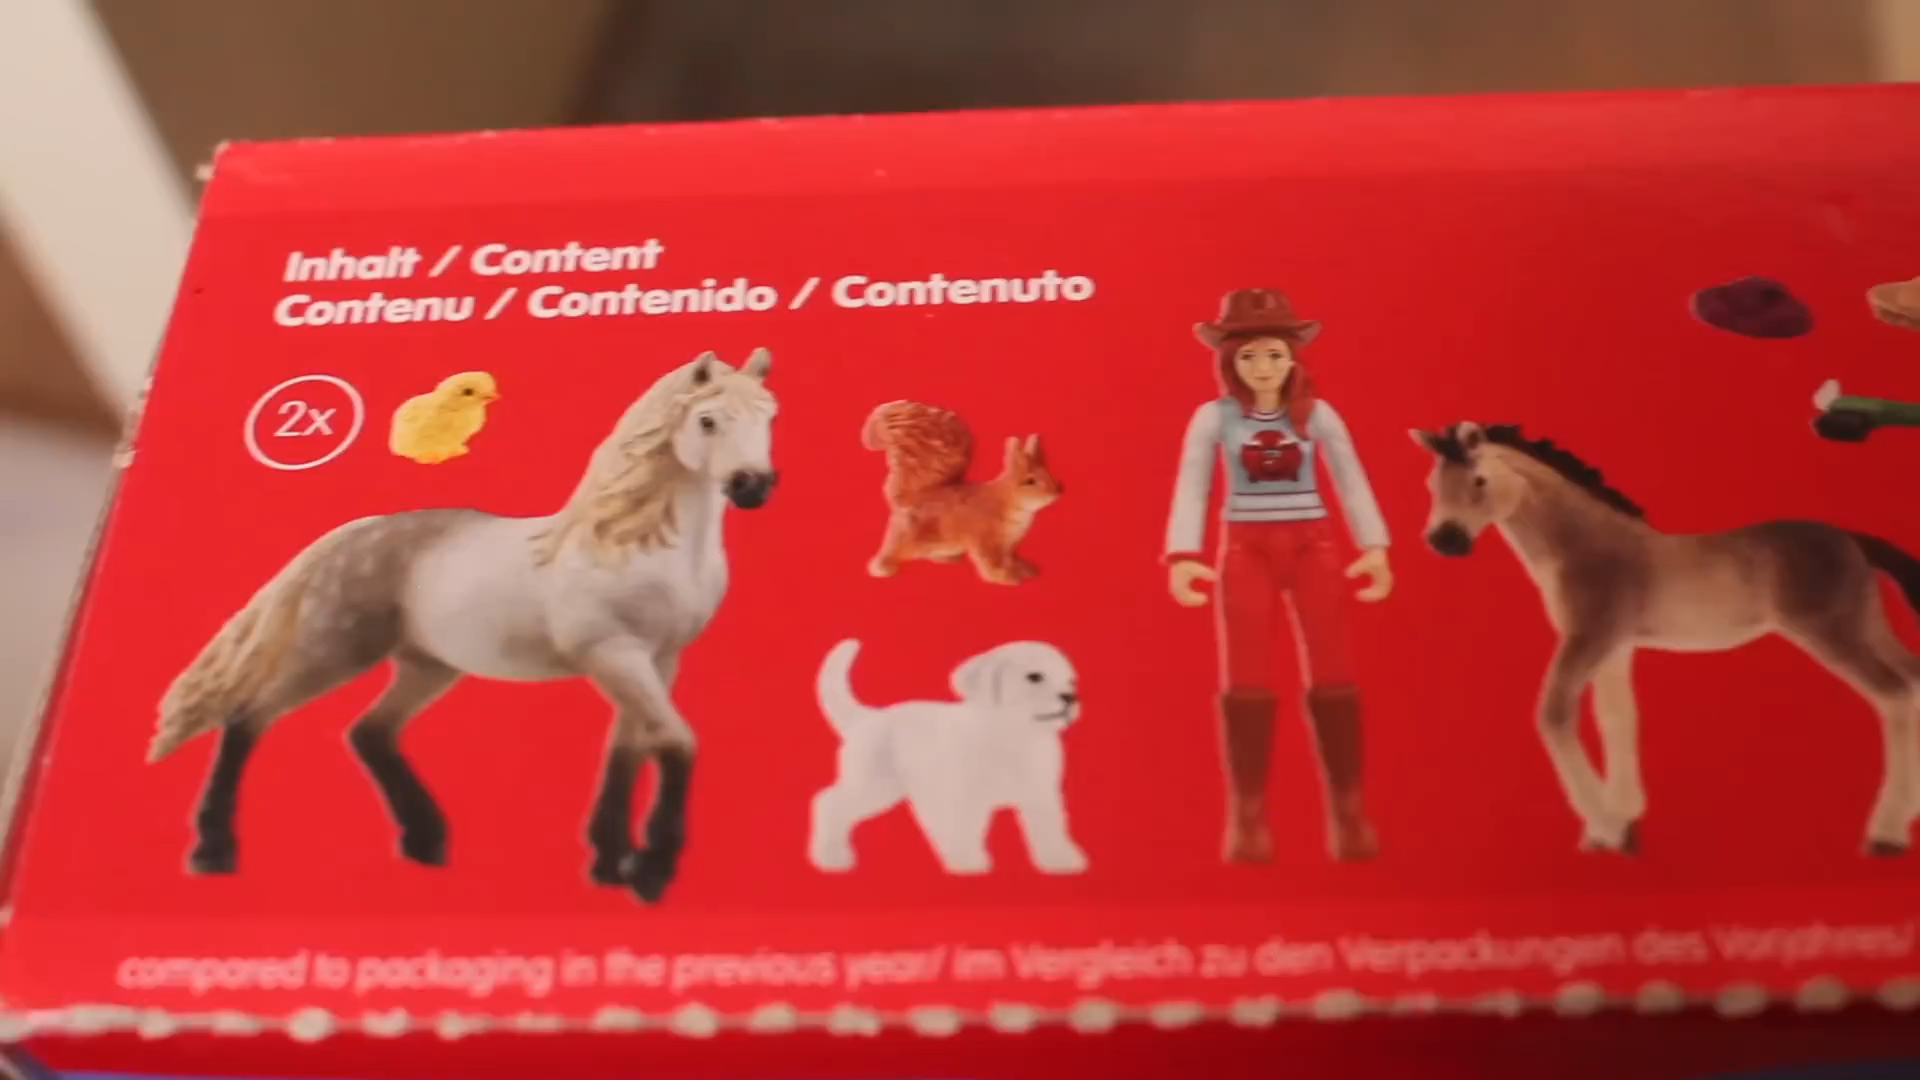 Inhalt / Content
Contenu / Contenido / Contenuto
2x
compared to packaging in the previous year/ im Vergleich zu den Verpackungen des Vorjahres/